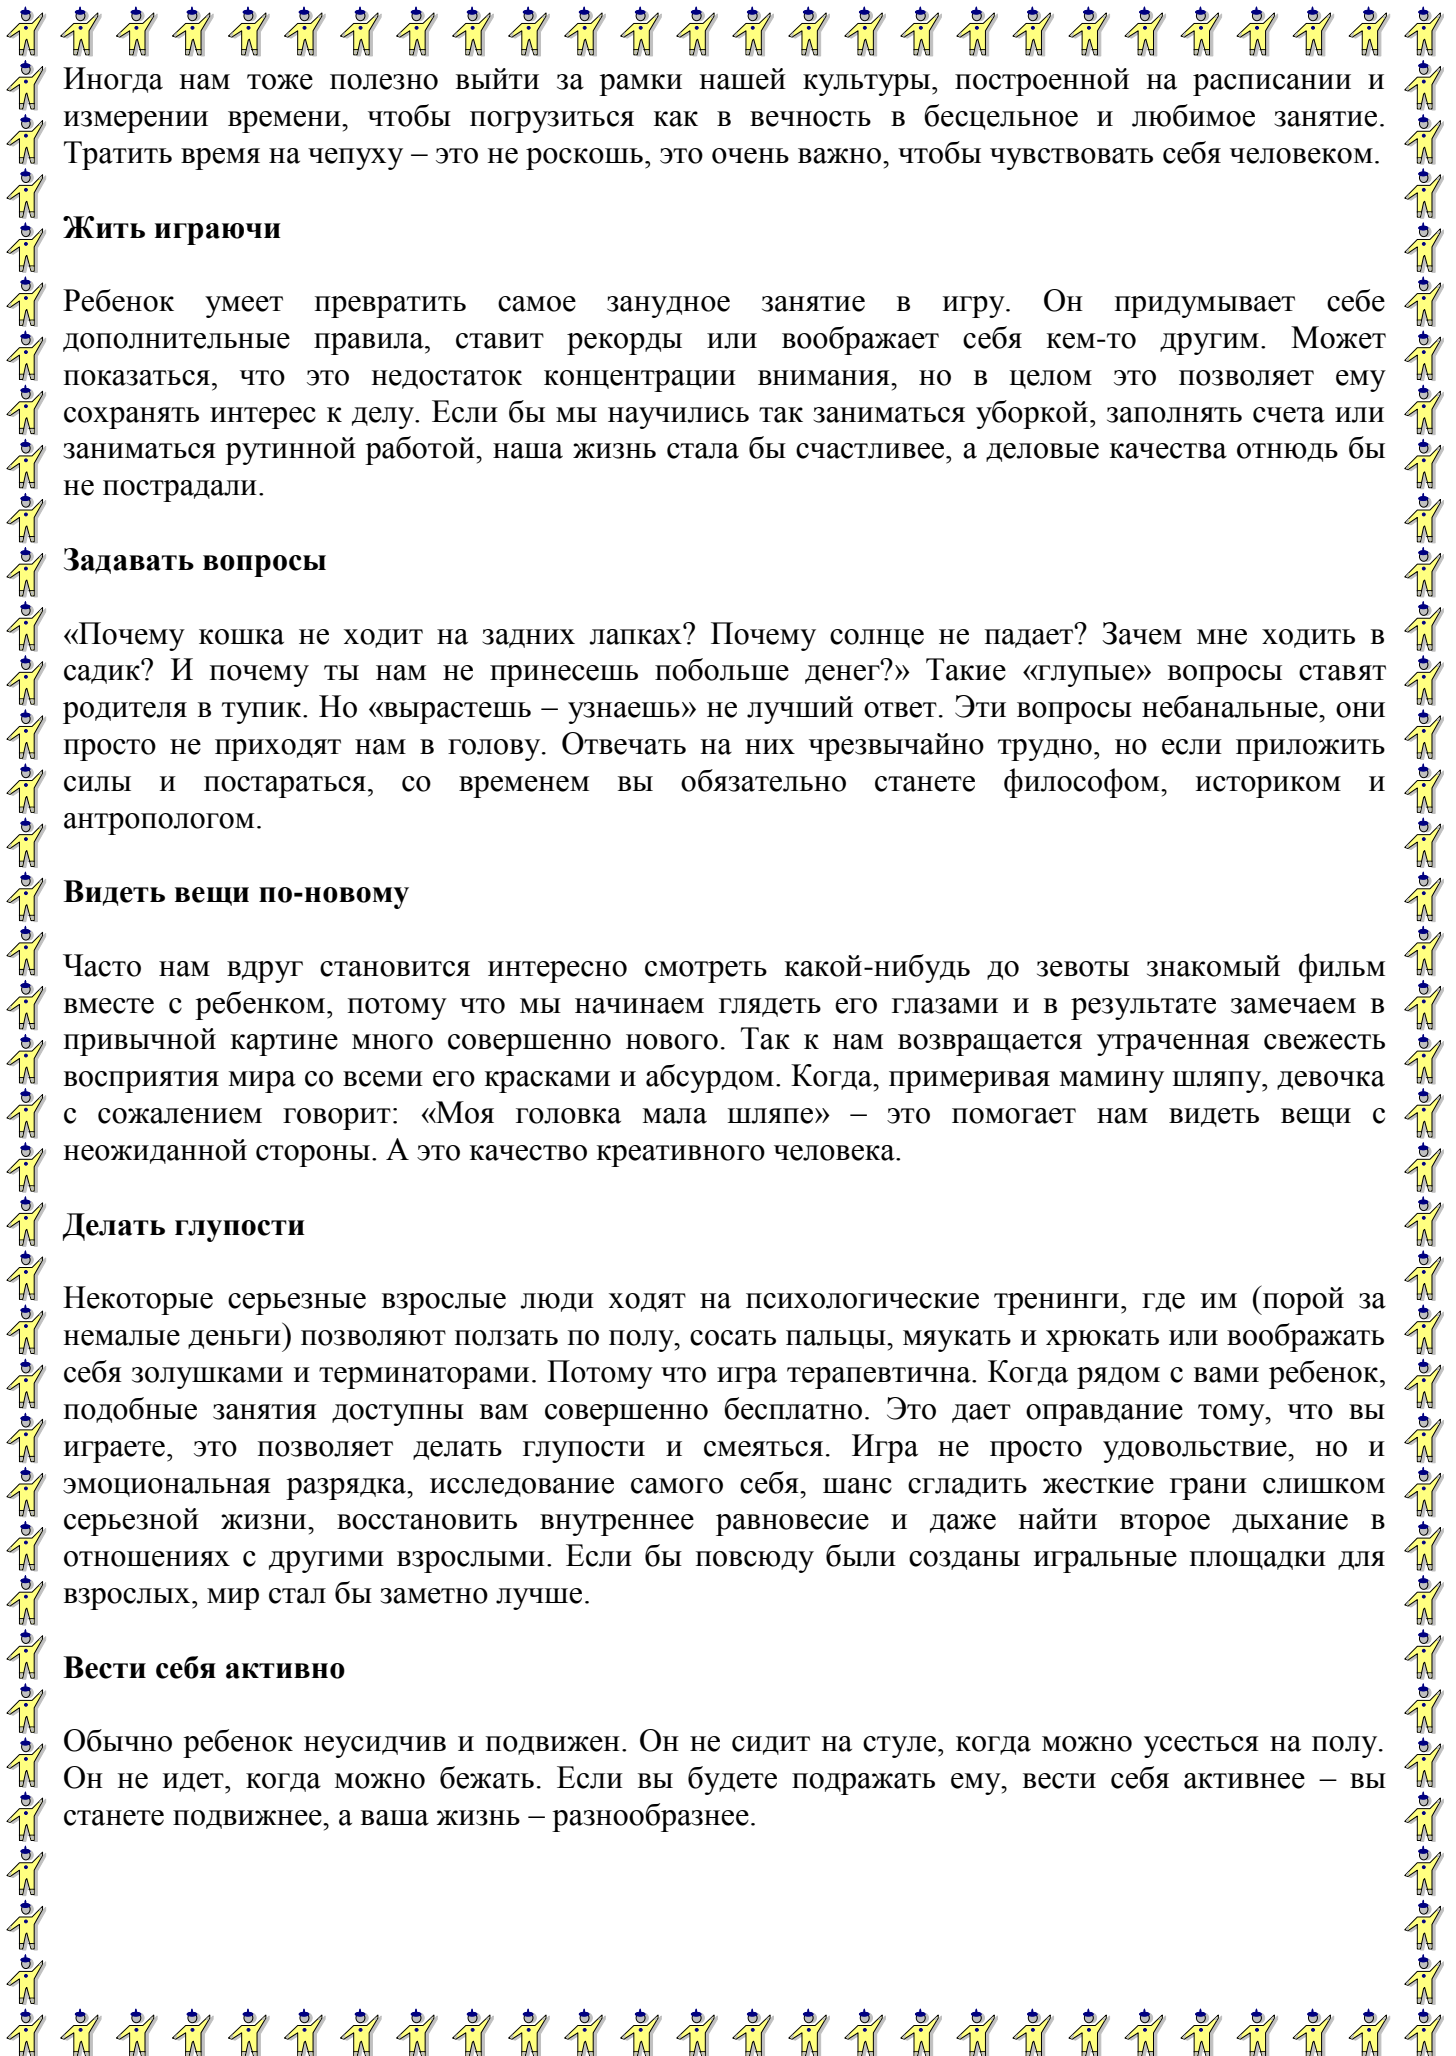 Иногда нам тоже полезно выйти за рамки нашей культуры, построенной на расписании и
измерении времени, чтобы погрузиться как в вечность в бесцельное и любимое занятие.
Тратить время на чепуху – это не роскошь, это очень важно, чтобы чувствовать себя человеком.
Жить играючи
Ребенок умеет превратить самое занудное занятие в игру. Он придумывает себе
дополнительные правила, ставит рекорды или воображает себя кем-то другим. Может
показаться, что это недостаток концентрации внимания, но в целом это позволяет ему
сохранять интерес к делу. Если бы мы научились так заниматься уборкой, заполнять счета или
заниматься рутинной работой, наша жизнь стала бы счастливее, а деловые качества отнюдь бы
не пострадали.
Задавать вопросы
«Почему кошка не ходит на задних лапках? Почему солнце не падает? Зачем мне ходить в
садик? И почему ты нам не принесешь побольше денег?» Такие «глупые» вопросы ставят
родителя в тупик. Но «вырастешь – узнаешь» не лучший ответ. Эти вопросы небанальные, они
просто не приходят нам в голову. Отвечать на них чрезвычайно трудно, но если приложить
силы и постараться, со временем вы обязательно станете философом, историком и
антропологом.
Видеть вещи по-новому
Часто нам вдруг становится интересно смотреть какой-нибудь до зевоты знакомый фильм
вместе с ребенком, потому что мы начинаем глядеть его глазами и в результате замечаем в
привычной картине много совершенно нового. Так к нам возвращается утраченная свежесть
восприятия мира со всеми его красками и абсурдом. Когда, примеривая мамину шляпу, девочка
с сожалением говорит: «Моя головка мала шляпе» – это помогает нам видеть вещи с
неожиданной стороны. А это качество креативного человека.
Делать глупости
Некоторые серьезные взрослые люди ходят на психологические тренинги, где им (порой за
немалые деньги) позволяют ползать по полу, сосать пальцы, мяукать и хрюкать или воображать
себя золушками и терминаторами. Потому что игра терапевтична. Когда рядом с вами ребенок,
подобные занятия доступны вам совершенно бесплатно. Это дает оправдание тому, что вы
играете, это позволяет делать глупости и смеяться. Игра не просто удовольствие, но и
эмоциональная разрядка, исследование самого себя, шанс сгладить жесткие грани слишком
серьезной жизни, восстановить внутреннее равновесие и даже найти второе дыхание в
отношениях с другими взрослыми. Если бы повсюду были созданы игральные площадки для
взрослых, мир стал бы заметно лучше.
Вести себя активно
Обычно ребенок неусидчив и подвижен. Он не сидит на стуле, когда можно усесться на полу.
Он не идет, когда можно бежать. Если вы будете подражать ему, вести себя активнее – вы
станете подвижнее, а ваша жизнь – разнообразнее.